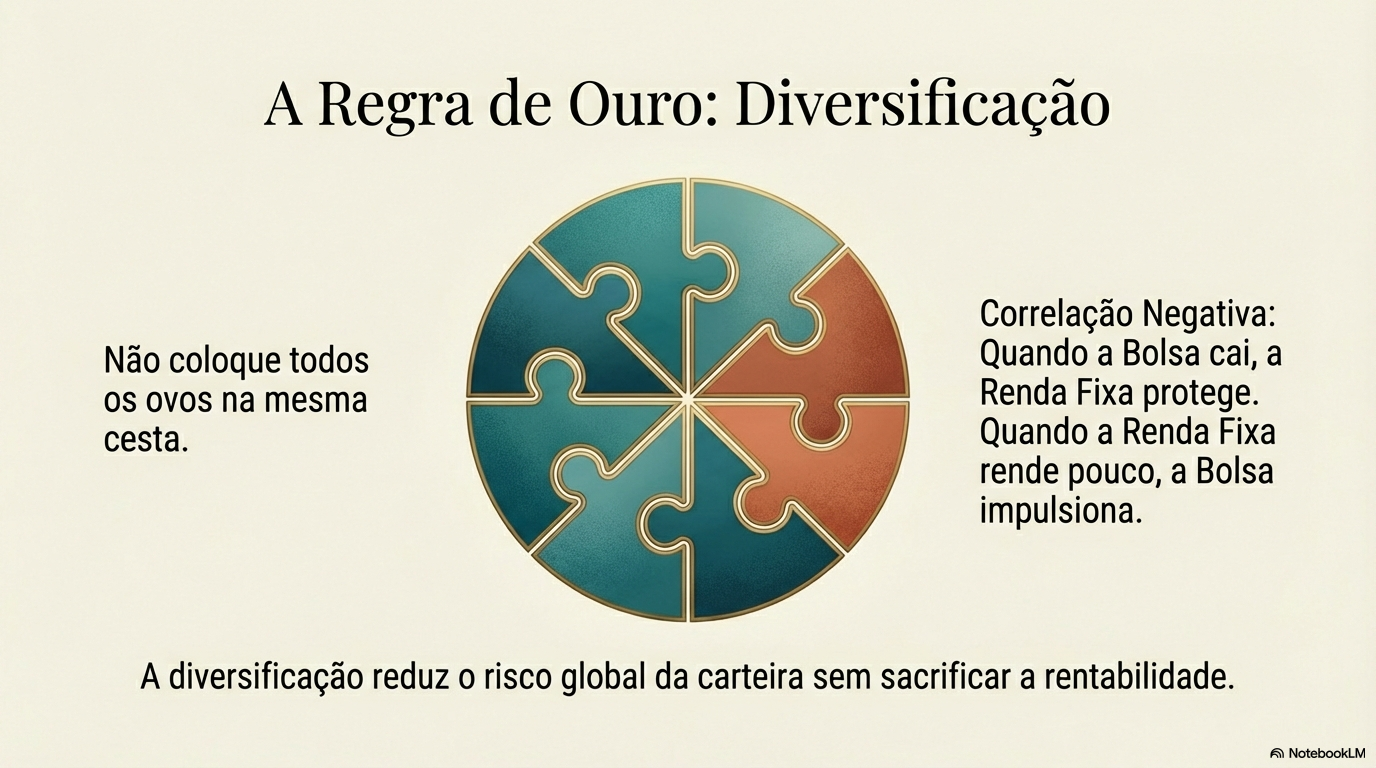 A Regra de Ouro: Diversificação
Não coloque todos
os ovos na mesma
cesta.
Correlação Negativa:
Quando a Bolsa cai, a
Renda Fixa protege.
Quando a Renda Fixa
rende pouco, a Bolsa
impulsiona.
A diversificação reduz o risco global da carteira sem sacrificar a rentabilidade.
NotebookLM